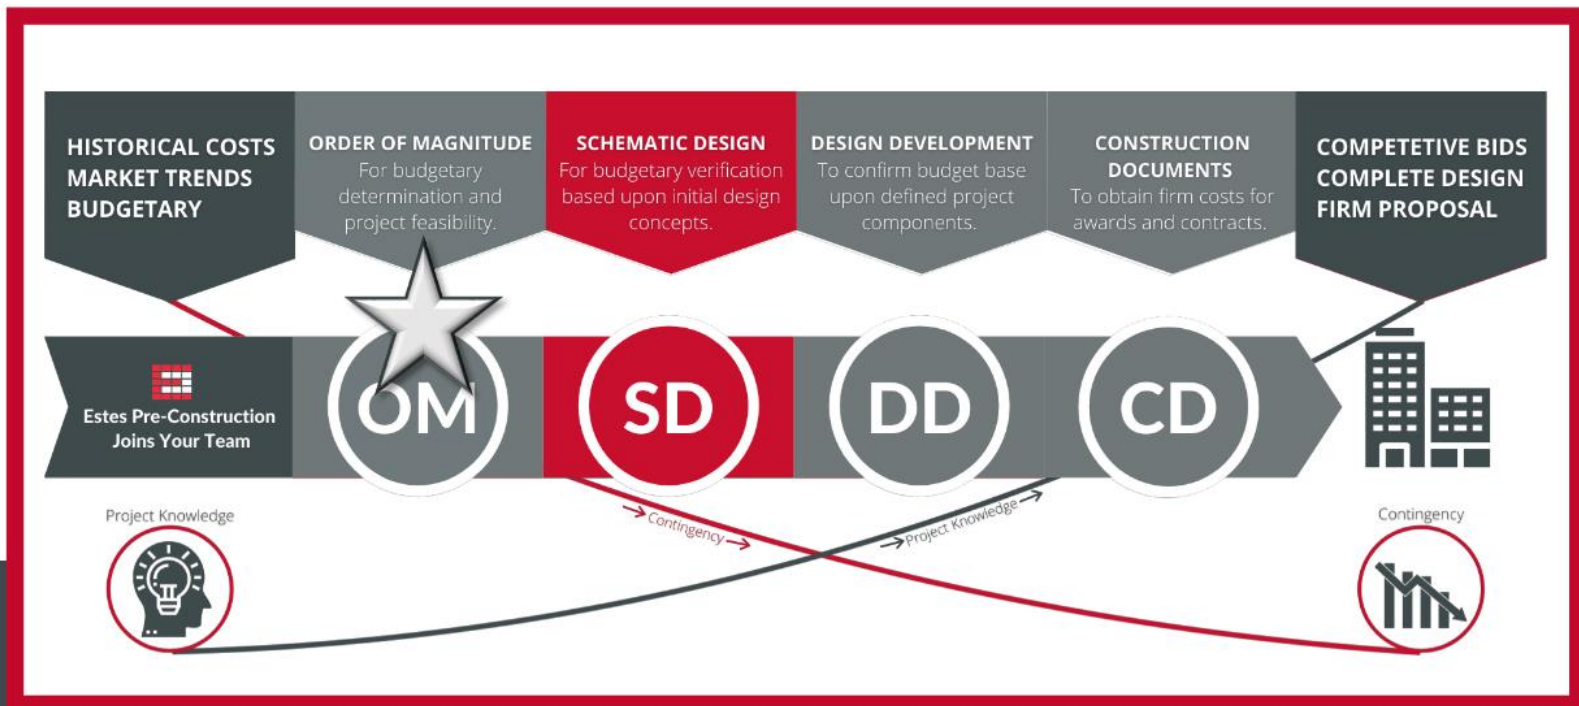 HISTORICAL COSTS
MARKET TRENDS
BUDGETARY
ORDER OF MAGNITUDE
For budgetary
determination and
project feasibility.
SCHEMATIC DESIGN
For budgetary verification
based upon initial design
concepts.
DESIGN DEVELOPMENT
To confirm budget base
upon defined project
components.
CONSTRUCTION
DOCUMENTS
To obtain firm costs for
awards and contracts.
COMPETETIVE BIDS
COMPLETE DESIGN
FIRM PROPOSAL
Estes Pre-Construction
Joins Your Team
OM
SD
DD
CD
Project Knowledge
→Contingency→
→Project Knowledge→
Contingency